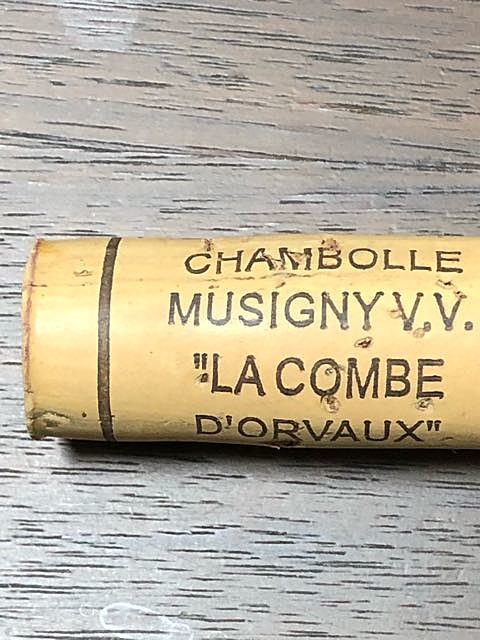 CHAMBOLLE
MUSIGNY V.V.
"LA COMBE
D'ORVAUX"